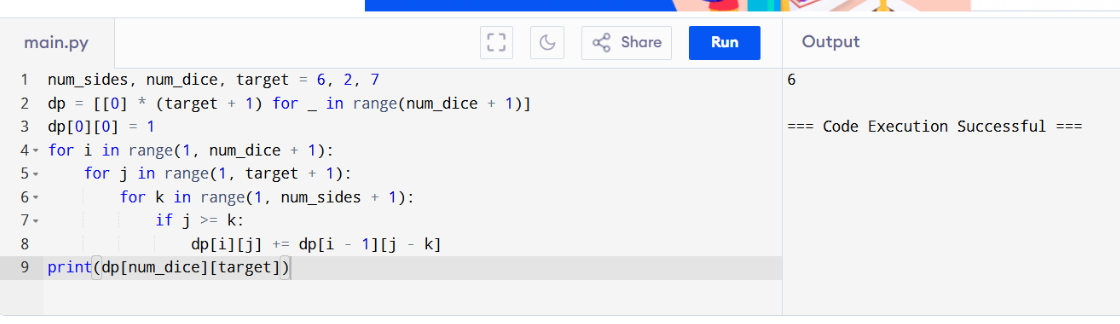 main.py Share Run Output
1 num_sides, num_dice, target = 6, 2, 7
2 dp = [[0] * (target + 1) for _ in range(num_dice + 1)]
3 dp[0][0] = 1
4 for i in range(1, num_dice + 1):
5     for j in range(1, target + 1):
6         for k in range(1, num_sides + 1):
7             if j >= k:
8                 dp[i][j] += dp[i - 1][j - k]
9 print(dp[num_dice][target])
6
=== Code Execution Successful ===